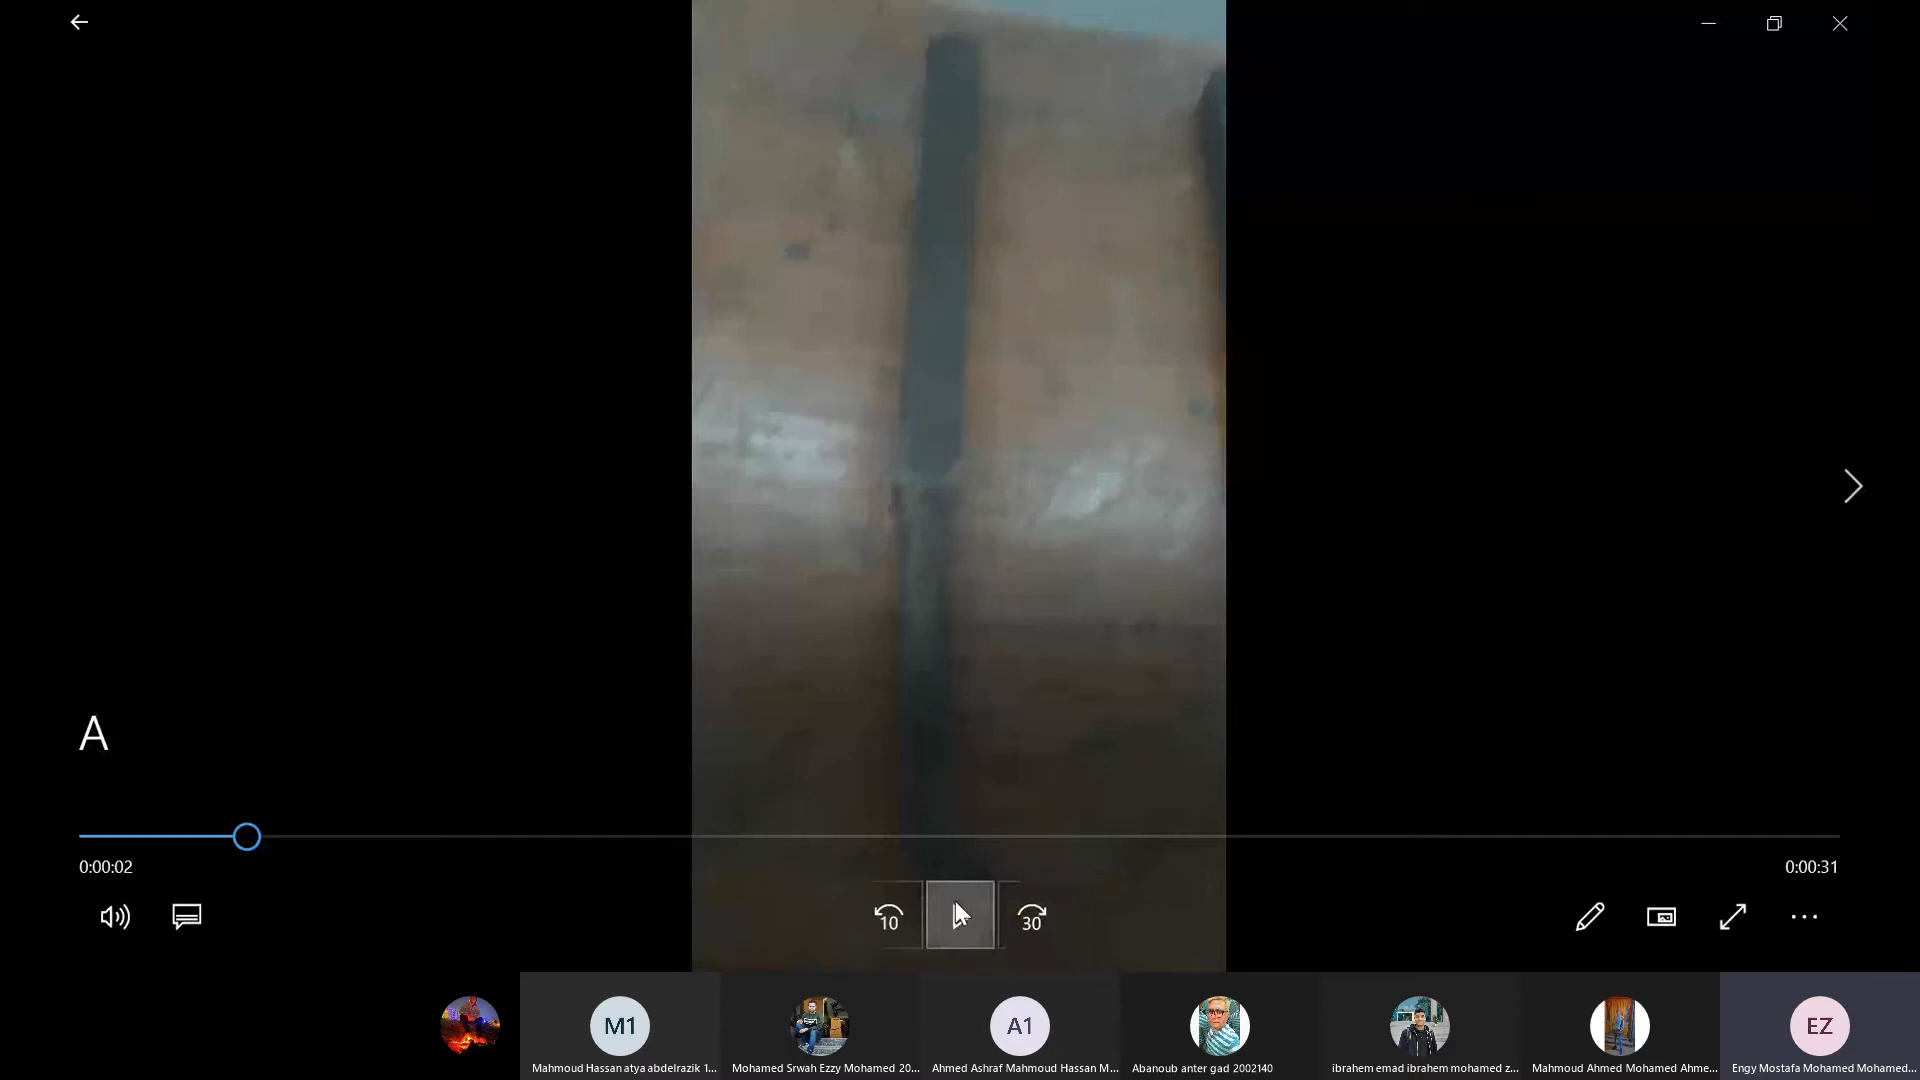 A
0:00:02
0:00:31
10
30
M1
A1
EZ
Mahmoud Hassan atya abdelrazik 1...
Mohamed Srwah Ezzy Mohamed 20...
Ahmed Ashraf Mahmoud Hassan M...
Abanoub anter gad 2002140
ibrahem emad ibrahem mohamed z...
Mahmoud Ahmed Mohamed Ahme...
Engy Mostafa Mohamed Mohamed...